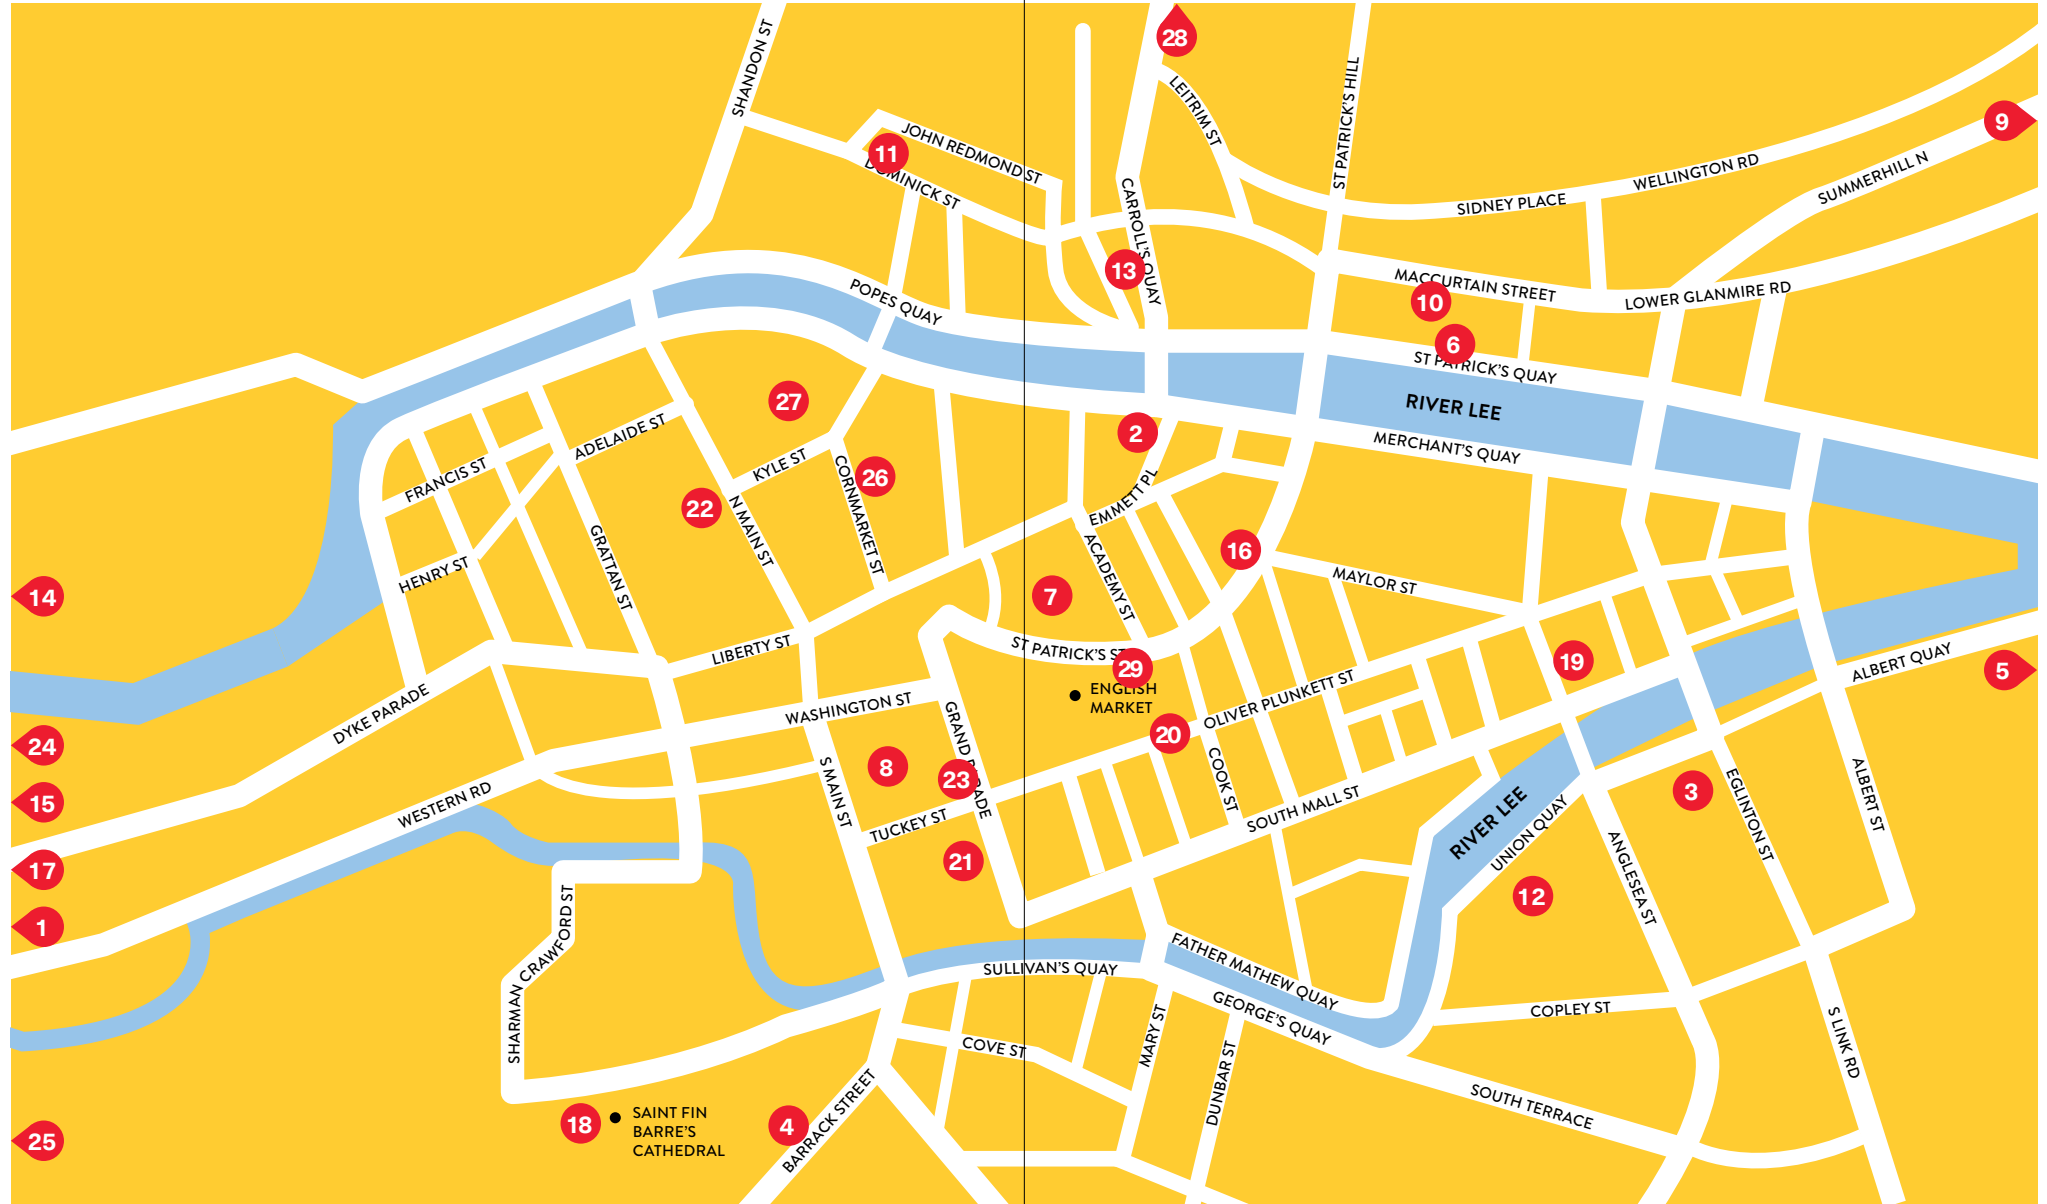 SHANDON ST
28
LEITRIM ST
ST PATRICK'S HILL
9
WELLINGTON RD
SUMMERHILL N
SIDNEY PLACE
JOHN REDMOND ST
11
DOMINICK ST
CARROLL'S QUAY
13
MACCURTAIN STREET
10
LOWER GLANMIRE RD
POPES QUAY
6
ST PATRICK'S QUAY
RIVER LEE
MERCHANT'S QUAY
27
2
ADELAIDE ST
FRANCIS ST
KYLE ST
CORNMARKET ST
26
22
N MAIN ST
EMMETT PL
ACADEMY ST
16
GRATTAN ST
HENRY ST
MAYLOR ST
14
7
LIBERTY ST
ST PATRICK'S ST
29
19
ALBERT QUAY
5
ENGLISH
MARKET
OLIVER PLUNKETT ST
DYKE PARADE
WASHINGTON ST
GRAND PARADE
20
24
COOK ST
8
23
S MAIN ST
15
WESTERN RD
TUCKEY ST
SOUTH MALL ST
RIVER LEE
UNION QUAY
3
EGLINTON ST
ALBERT ST
17
21
ANGLESEA ST
12
1
SHARMAN CRAWFORD ST
SULLIVAN'S QUAY
FATHER MATHEW QUAY
GEORGE'S QUAY
COPLEY ST
S LINK RD
COVE ST
MARY ST
DUNBAR ST
SOUTH TERRACE
25
18
SAINT FIN
BARRE'S
CATHEDRAL
4
BARRACK STREET